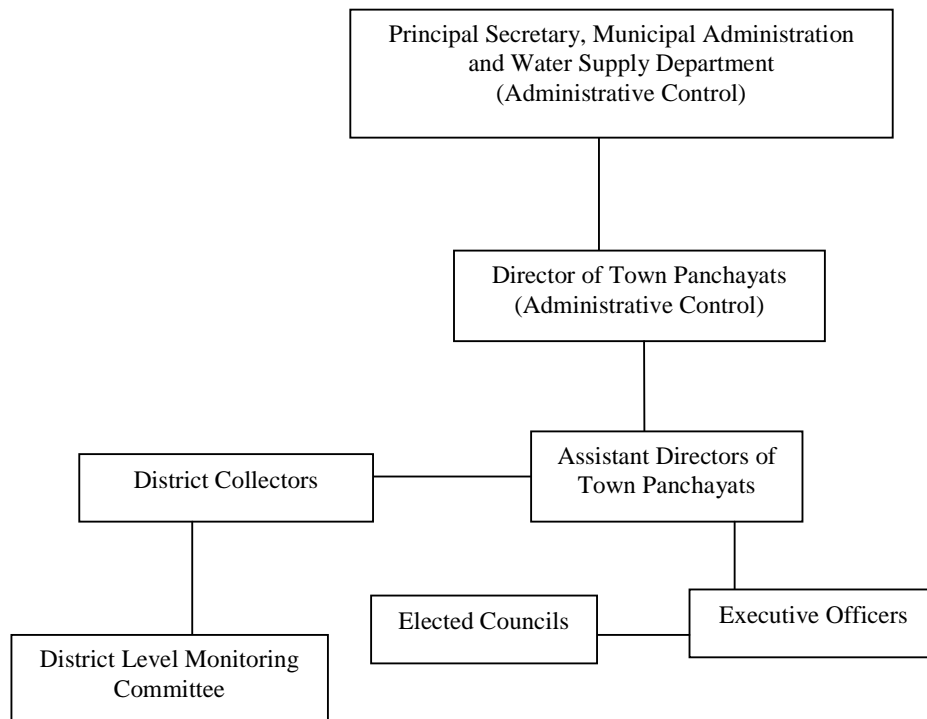 Principal Secretary, Municipal Administration
and Water Supply Department
(Administrative Control)
Director of Town Panchayats
(Administrative Control)
District Collectors
Assistant Directors of
Town Panchayats
Elected Councils
Executive Officers
District Level Monitoring
Committee